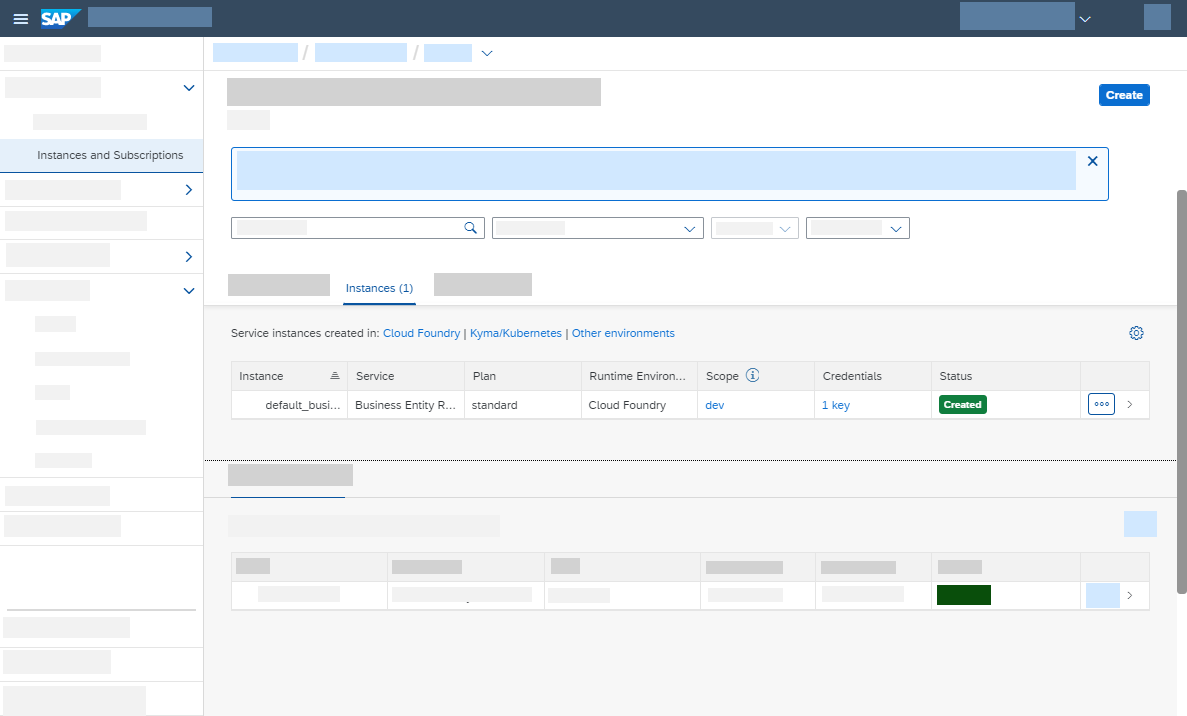 SAP
Create
Instances and Subscriptions
Instances (1)
Service instances created in: Cloud Foundry | Kyma/Kubernetes | Other environments
Instance Service Plan Runtime Environ... Scope Credentials Status
default_busi... Business Entity R... standard Cloud Foundry dev 1 key Created